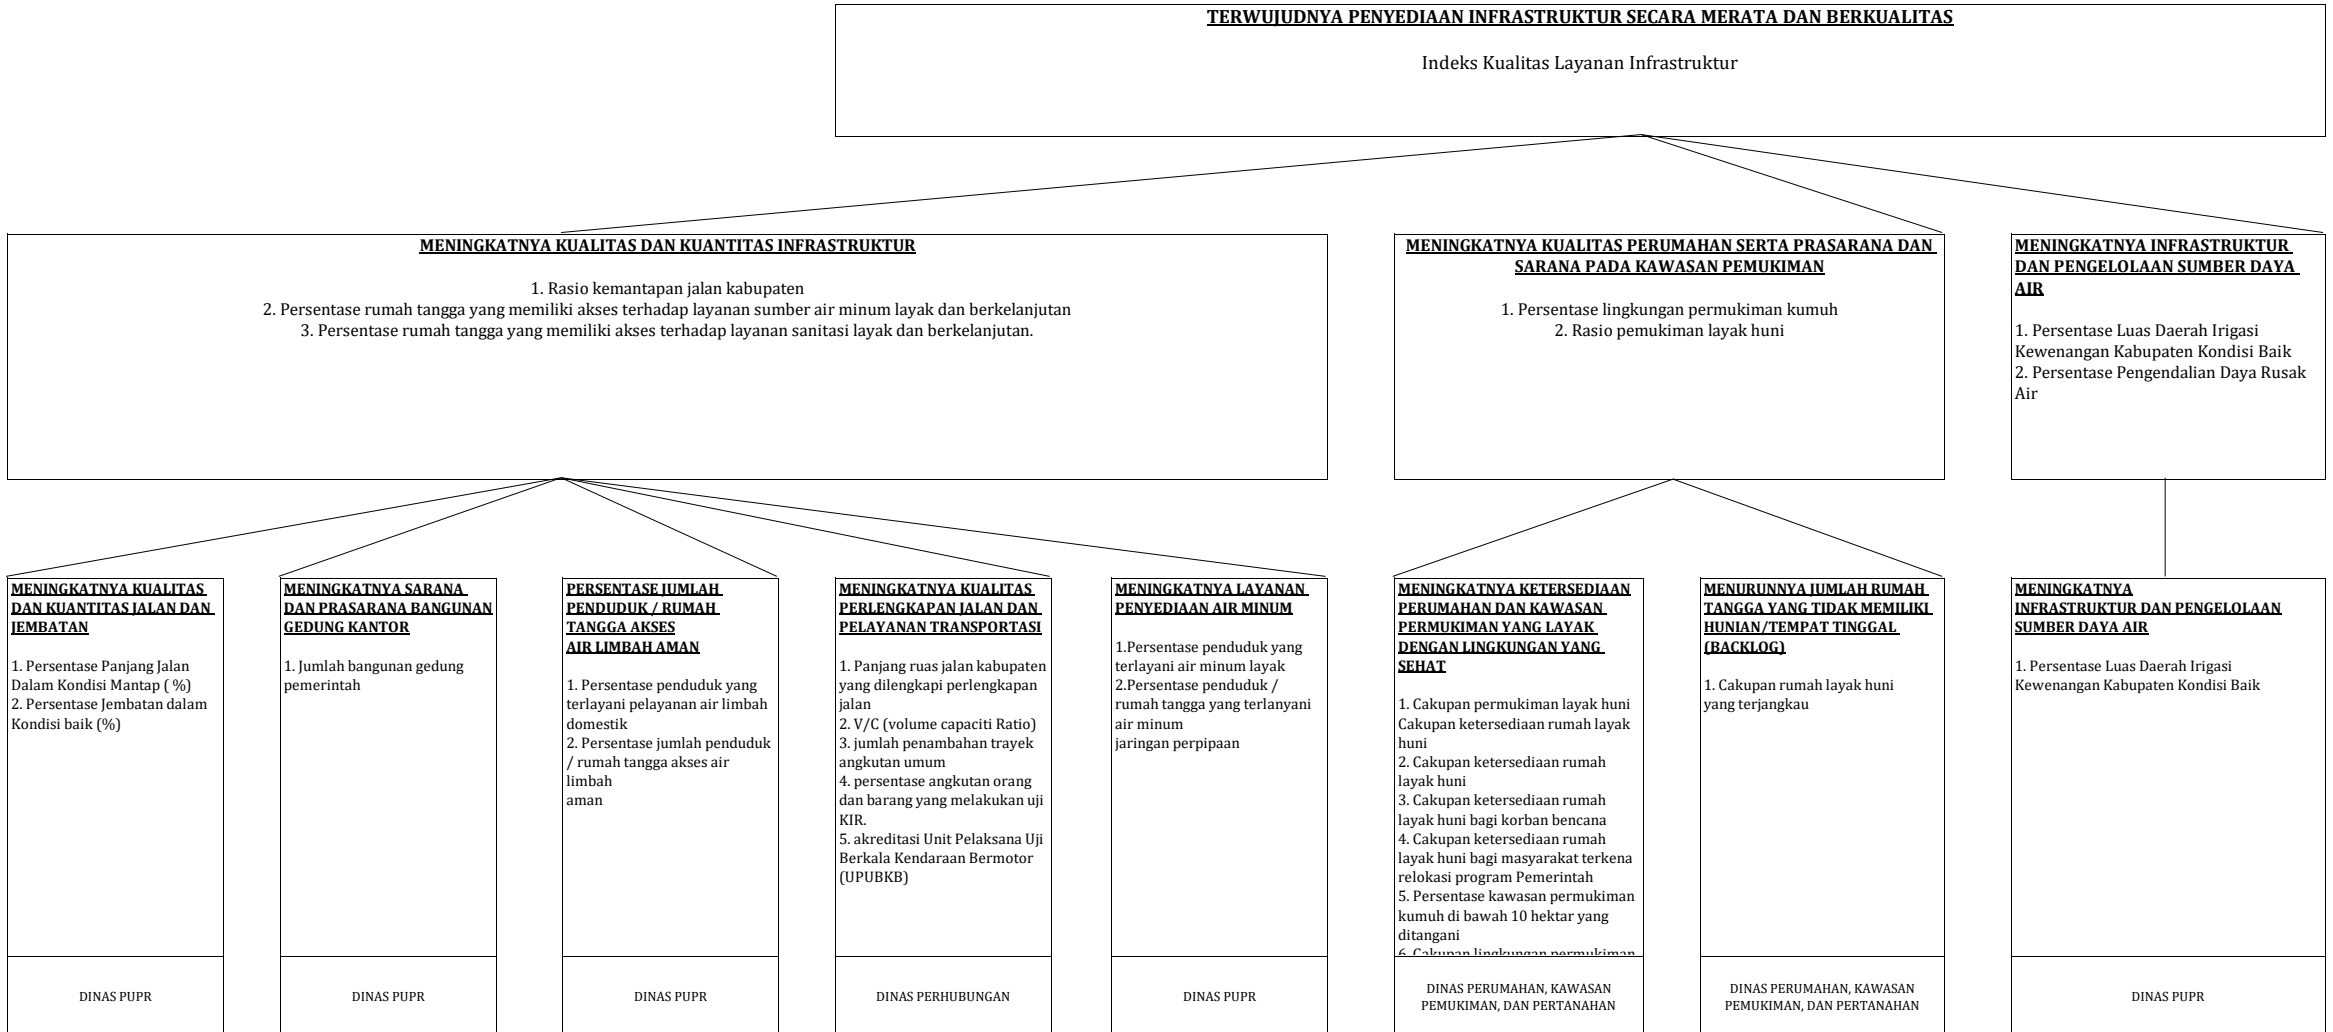 TERWUJUDNYA PENYEDIAAN INFRASTRUKTUR SECARA MERATA DAN BERKUALITAS
Indeks Kualitas Layanan Infrastruktur
MENINGKATNYA KUALITAS DAN KUANTITAS INFRASTRUKTUR
1. Rasio kemantapan jalan kabupaten
2. Persentase rumah tangga yang memiliki akses terhadap layanan sumber air minum layak dan berkelanjutan
3. Persentase rumah tangga yang memiliki akses terhadap layanan sanitasi layak dan berkelanjutan.
MENINGKATNYA KUALITAS PERUMAHAN SERTA PRASARANA DAN
SARANA PADA KAWASAN PEMUKIMAN
1. Persentase lingkungan permukiman kumuh
2. Rasio pemukiman layak huni
MENINGKATNYA INFRASTRUKTUR
DAN PENGELOLAAN SUMBER DAYA
AIR
1. Persentase Luas Daerah Irigasi
Kewenangan Kabupaten Kondisi Baik
2. Persentase Pengendalian Daya Rusak
Air
MENINGKATNYA KUALITAS
DAN KUANTITAS JALAN DAN
JEMBATAN
1. Persentase Panjang Jalan
Dalam Kondisi Mantap ( %)
2. Persentase Jembatan dalam
Kondisi baik (%)
DINAS PUPR
MENINGKATNYA SARANA
DAN PRASARANA BANGUNAN
GEDUNG KANTOR
1. Jumlah bangunan gedung
pemerintah
DINAS PUPR
PERSENTASE JUMLAH
PENDUDUK / RUMAH
TANGGA AKSES
AIR LIMBAH AMAN
1. Persentase penduduk yang
terlayani pelayanan air limbah
domestik
2. Persentase jumlah penduduk
/ rumah tangga akses air
limbah
aman
DINAS PUPR
MENINGKATNYA KUALITAS
PERLENGKAPAN JALAN DAN
PELAYANAN TRANSPORTASI
1. Panjang ruas jalan kabupaten
yang dilengkapi perlengkapan
jalan
2. V/C (volume capaciti Ratio)
3. jumlah penambahan trayek
angkutan umum
4. persentase angkutan orang
dan barang yang melakukan uji
KIR.
5. akreditasi Unit Pelaksana Uji
Berkala Kendaraan Bermotor
(UPUBKB)
DINAS PERHUBUNGAN
MENINGKATNYA LAYANAN
PENYEDIAAN AIR MINUM
1.Persentase penduduk yang
terlayani air minum layak
2.Persentase penduduk /
rumah tangga yang terlanyani
air minum
jaringan perpipaan
DINAS PUPR
MENINGKATNYA KETERSEDIAAN
PERUMAHAN DAN KAWASAN
PERMUKIMAN YANG LAYAK
DENGAN LINGKUNGAN YANG
SEHAT
1. Cakupan permukiman layak huni
Cakupan ketersediaan rumah layak
huni
2. Cakupan ketersediaan rumah
layak huni
3. Cakupan ketersediaan rumah
layak huni bagi korban bencana
4. Cakupan ketersediaan rumah
layak huni bagi masyarakat terkena
relokasi program Pemerintah
5. Persentase kawasan permukiman
kumuh di bawah 10 hektar yang
ditangani
6. Cakupan lingkungan permukiman
DINAS PERUMAHAN, KAWASAN
PEMUKIMAN, DAN PERTANAHAN
MENURUNNYA JUMLAH RUMAH
TANGGA YANG TIDAK MEMILIKI
HUNIAN/TEMPAT TINGGAL
(BACKLOG)
1. Cakupan rumah layak huni
yang terjangkau
DINAS PERUMAHAN, KAWASAN
PEMUKIMAN, DAN PERTANAHAN
MENINGKATNYA
INFRASTRUKTUR DAN PENGELOLAAN
SUMBER DAYA AIR
1. Persentase Luas Daerah Irigasi
Kewenangan Kabupaten Kondisi Baik
DINAS PUPR